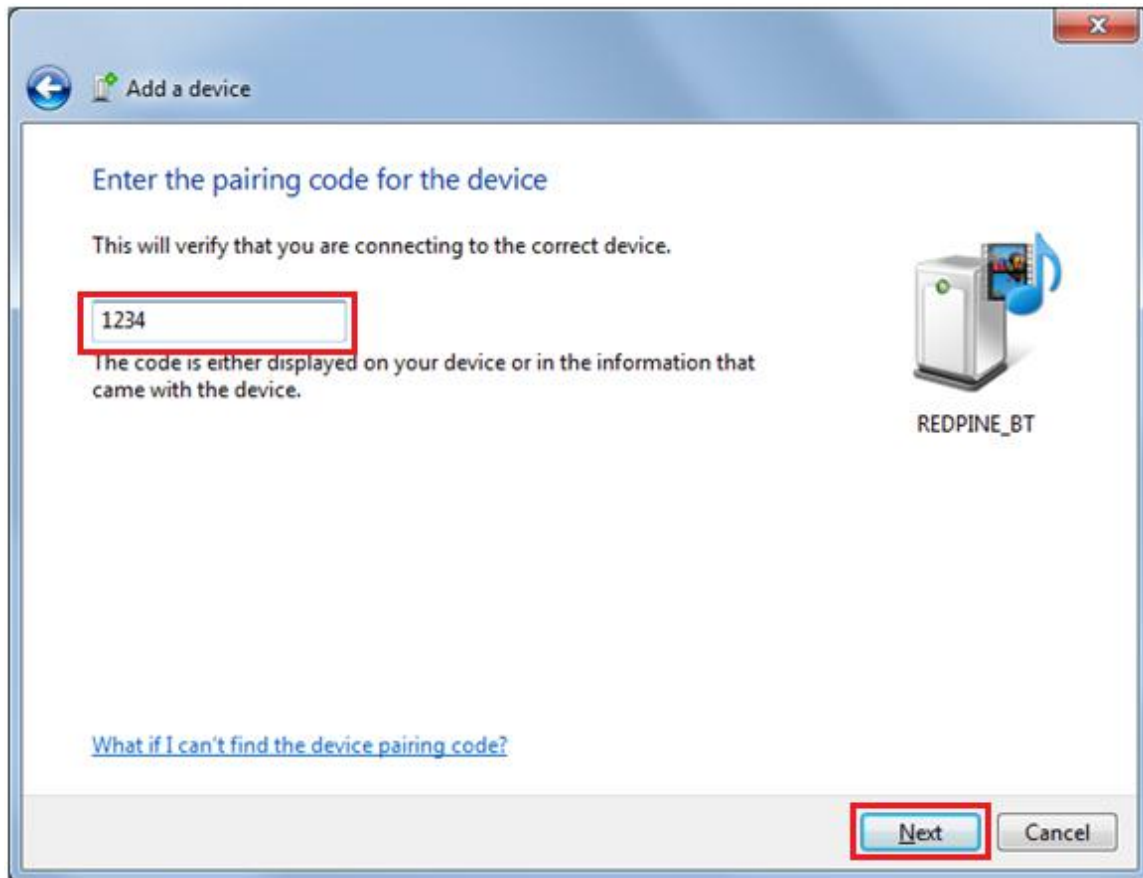 Add a device
Enter the pairing code for the device
This will verify that you are connecting to the correct device.
1234
The code is either displayed on your device or in the information that
came with the device.
REDPINE_BT
What if I can't find the device pairing code?
Next
Cancel